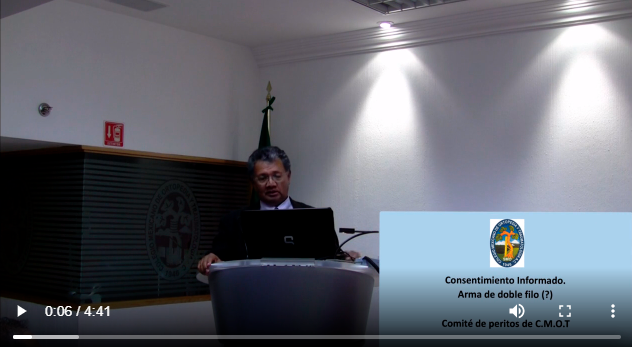 Consentimiento Informado.
Arma de doble filo (?)
Comité de peritos de C.M.O.T
0:06 / 4:41